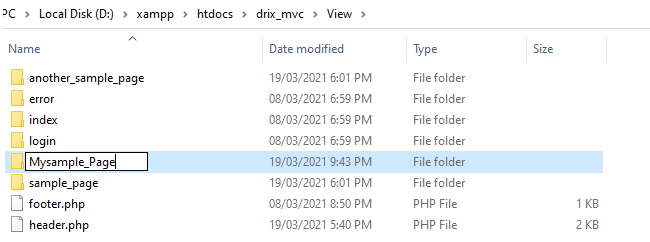 PC > Local Disk (D:) > xampp > htdocs > drix_mvc > View >
Name Date modified Type Size
another_sample_page 19/03/2021 6:01 PM File folder
error 08/03/2021 6:59 PM File folder
index 08/03/2021 6:59 PM File folder
login 08/03/2021 6:59 PM File folder
Mysample_Page 19/03/2021 9:43 PM File folder
sample_page 19/03/2021 6:01 PM File folder
footer.php 08/03/2021 8:50 PM PHP File 1 KB
header.php 19/03/2021 5:40 PM PHP File 2 KB